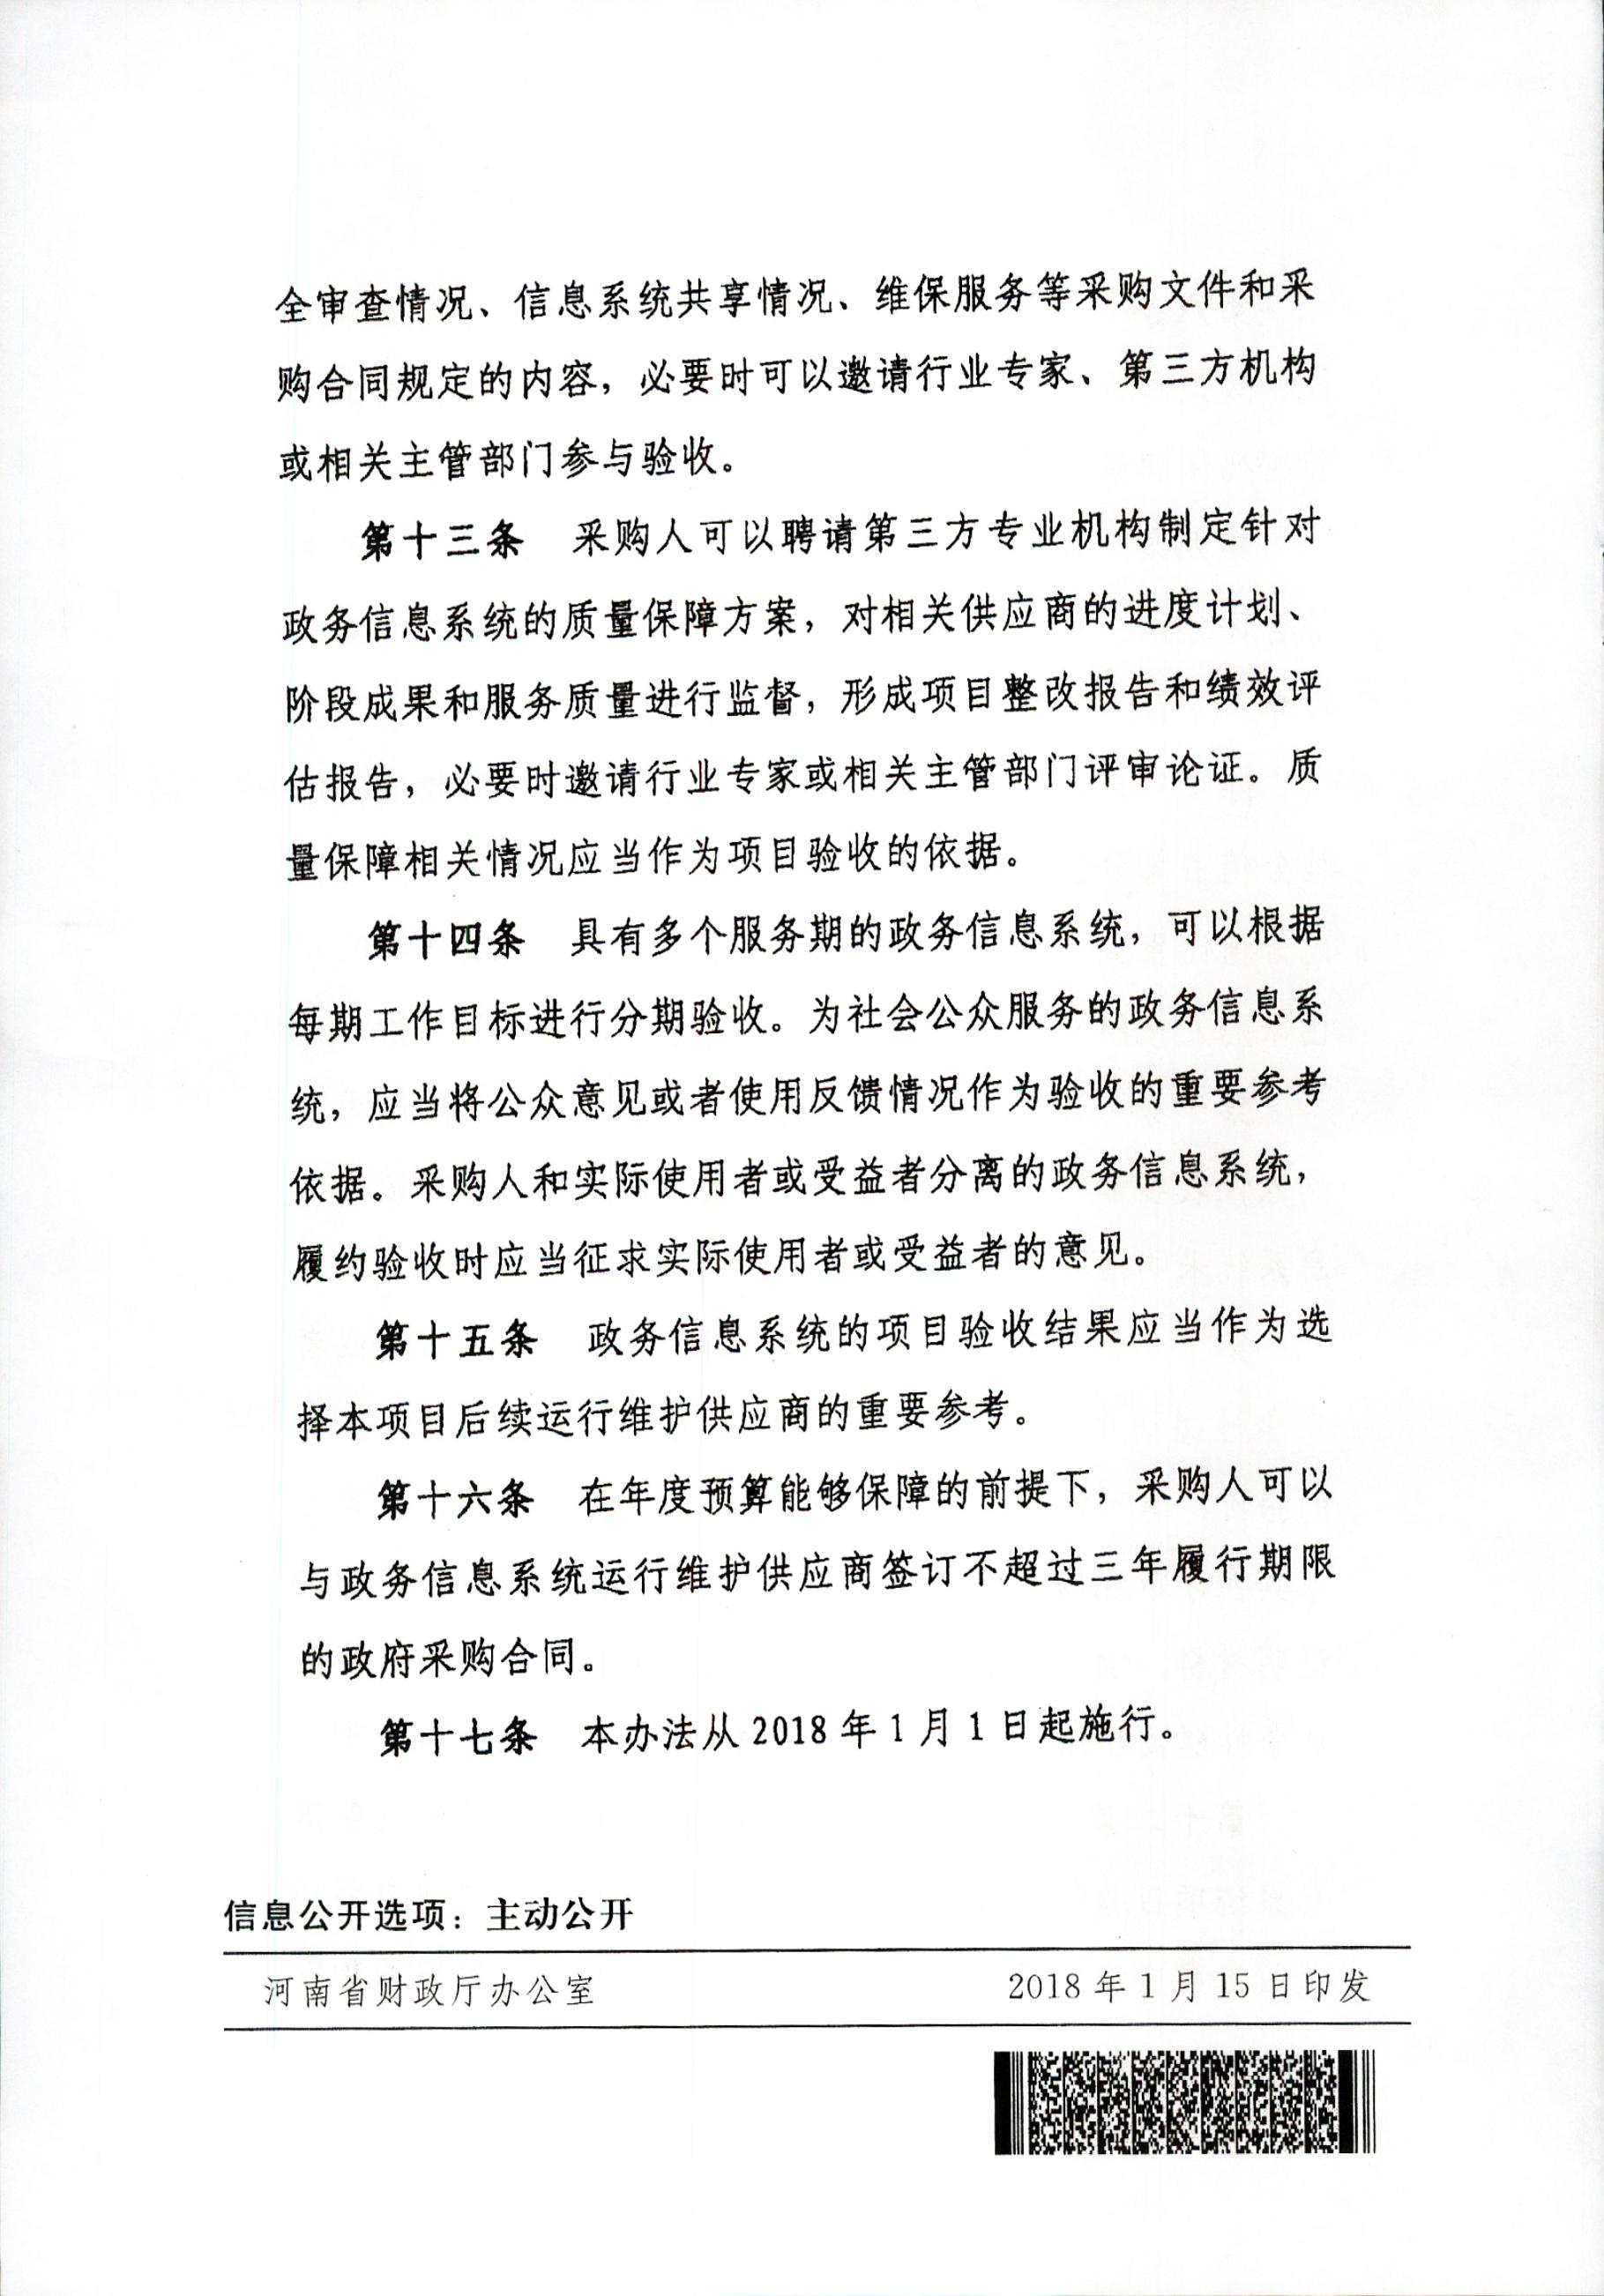 全审查情况、信息系统共享情况、维保服务等采购文件和采
购合同规定的内容，必要时可以邀请行业专家、第三方机构
或相关主管部门参与验收。
第十三条　采购人可以聘请第三方专业机构制定针对
政务信息系统的质量保障方案，对相关供应商的进度计划、
阶段成果和服务质量进行监督，形成项目整改报告和绩效评
估报告，必要时邀请行业专家或相关主管部门评审论证。质
量保障相关情况应当作为项目验收的依据。
第十四条　具有多个服务期的政务信息系统，可以根据
每期工作目标进行分期验收。为社会公众服务的政务信息系
统，应当将公众意见或者使用反馈情况作为验收的重要参考
依据。采购人和实际使用者或受益者分离的政务信息系统，
履约验收时应当征求实际使用者或受益者的意见。
第十五条　政务信息系统的项目验收结果应当作为选
择本项目后续运行维护供应商的重要参考。
第十六条　在年度预算能够保障的前提下，采购人可以
与政务信息系统运行维护供应商签订不超过三年履行期限
的政府采购合同。
第十七条　本办法从 2018 年 1 月 1 日起施行。
信息公开选项：主动公开
河南省财政厅办公室　2018 年 1 月 15 日印发